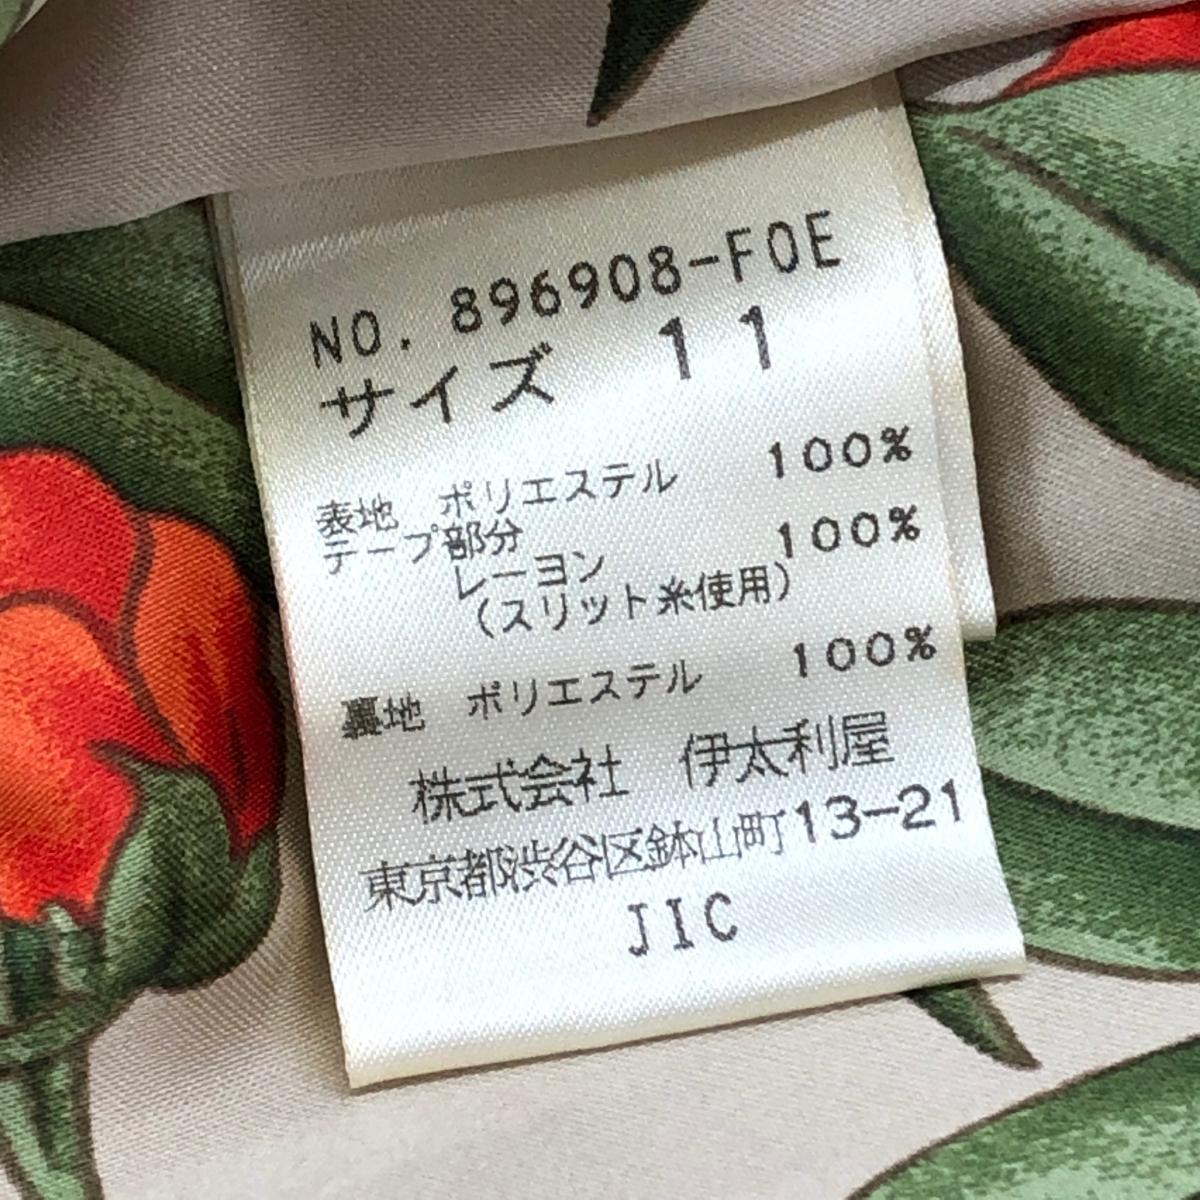 NO. 896908-F0E
サイズ 11
表地 ポリエステル 100%
テープ部分
レーヨン 100%
(スリット糸使用)
裏地 ポリエステル 100%
株式会社 伊太利屋
東京都渋谷区鉢山町13-21
JIC